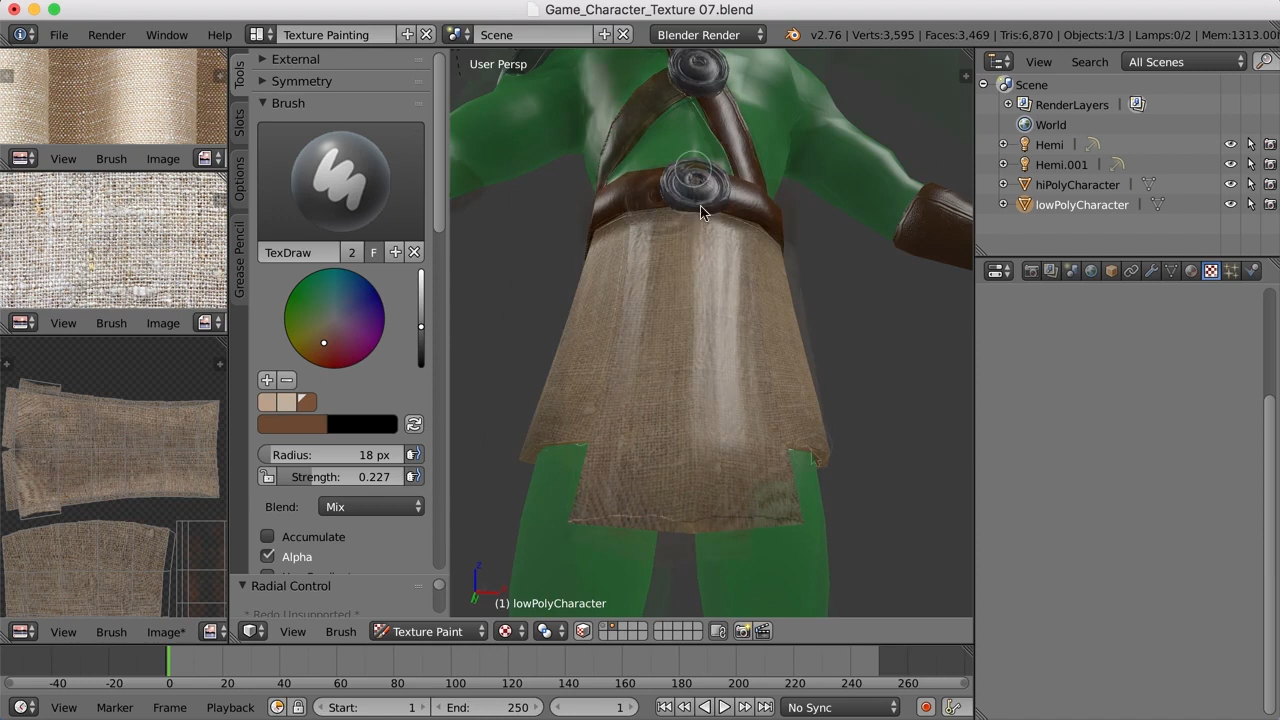 Game_Character_Texture 07.blend
File Render Window Help Texture Painting Scene Blender Render v2.76 | Verts:3,595 | Faces:3,469 | Tris:6,870 | Objects:1/3 | Lamps:0/2 | Mem:1313.00
View Brush Image
View Brush Image
View Brush Image*
Tools
Slots
Options
Grease Pencil
External
Symmetry
Brush
TexDraw 2 F
Radius: 18 px
Strength: 0.227
Blend: Mix
Accumulate
Alpha
Radial Control
* Redo Unsupported *
User Persp
(1) lowPolyCharacter
View Brush Texture Paint
View Search All Scenes
Scene
RenderLayers
World
Hemi
Hemi.001
hiPolyCharacter
lowPolyCharacter
-40 -20 0 20 40 60 80 100 120 140 160 180 200 220 240 260
View Marker Frame Playback Start: 1 End: 250 1 No Sync